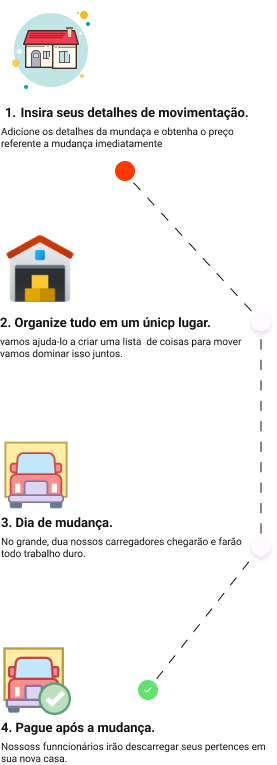 1. Insira seus detalhes de movimentação.
Adicione os detalhes da mundaça e obtenha o preço
referente a mudança imediatamente
2. Organize tudo em um únicp lugar.
vamos ajuda-lo a criar uma lista de coisas para mover
vamos dominar isso juntos.
3. Dia de mudança.
No grande, dua nossos carregadores chegarão e farão
todo trabalho duro.
4. Pague após a mudança.
Nossoss funncionários irão descarregar seus pertences em
sua nova casa.